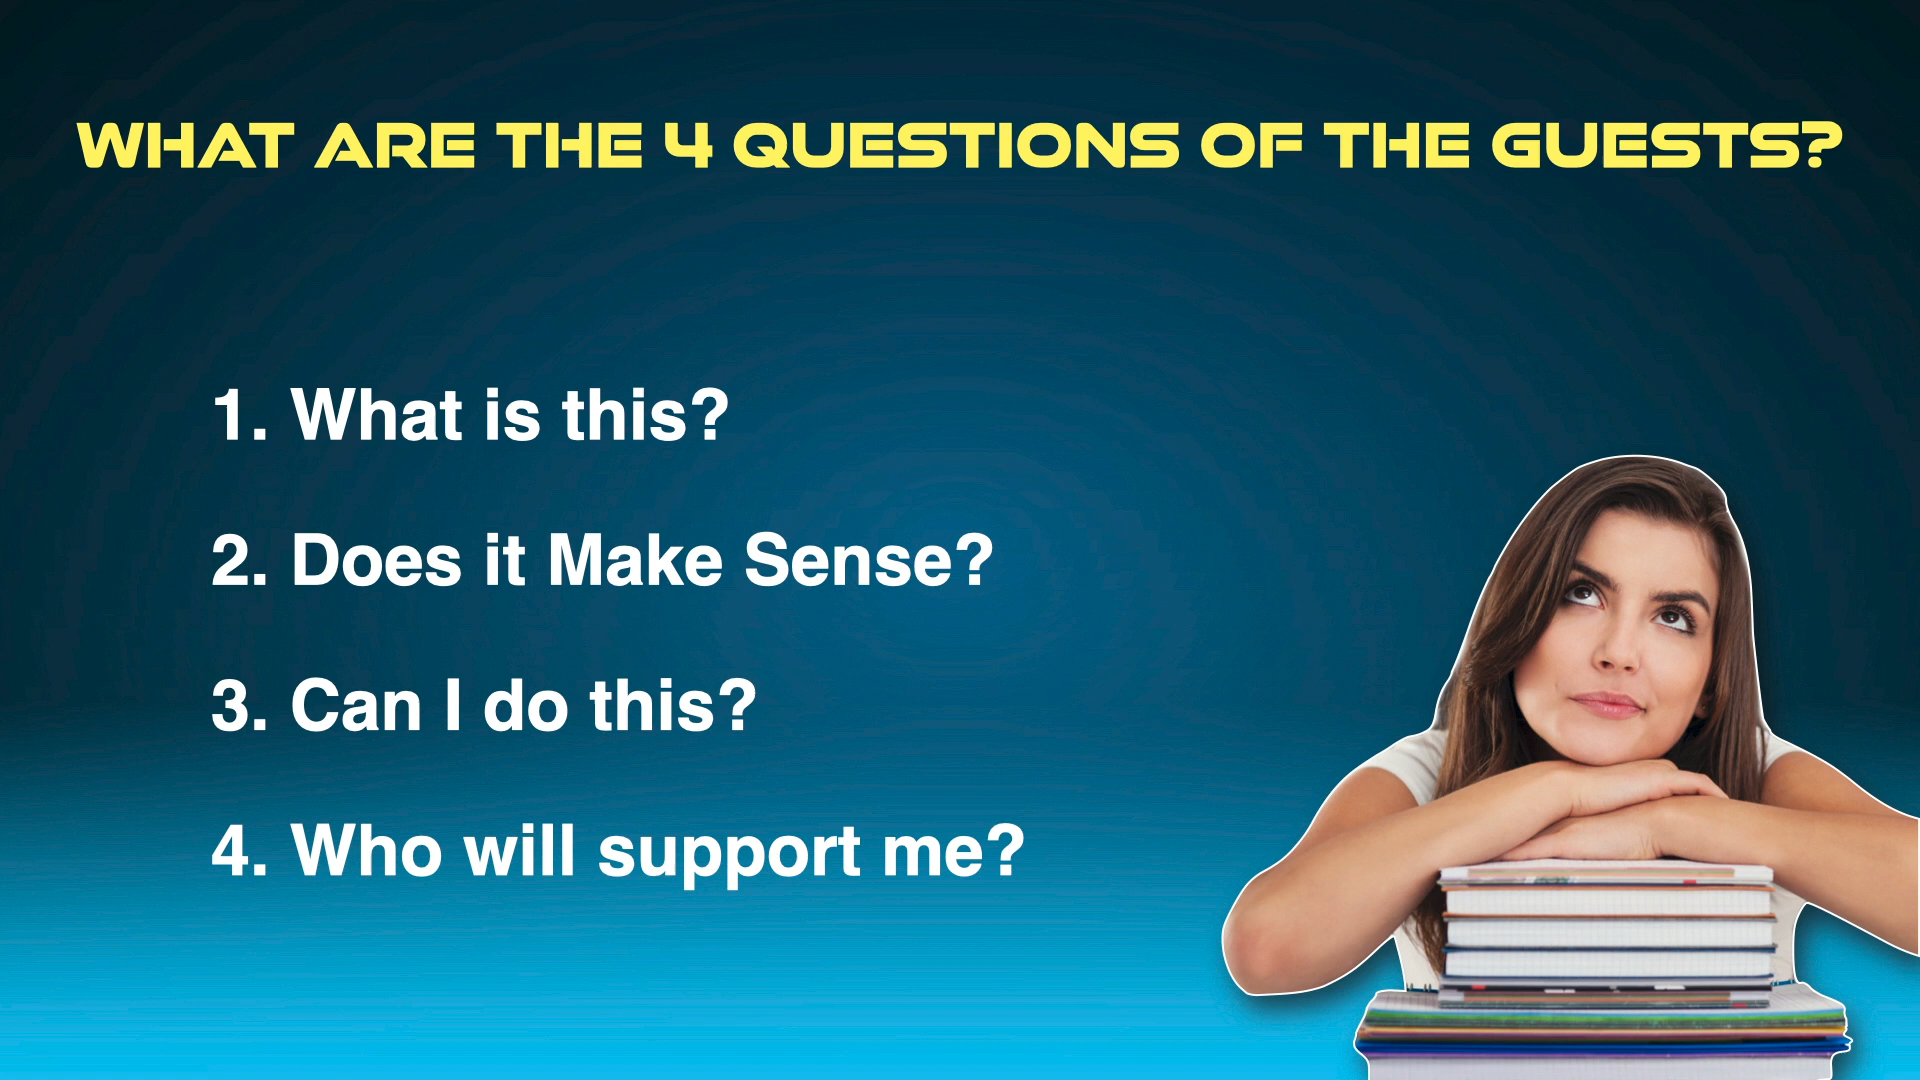 WHAT ARE THE 4 QUESTIONS OF THE GUESTS?
1. What is this?
2. Does it Make Sense?
3. Can I do this?
4. Who will support me?